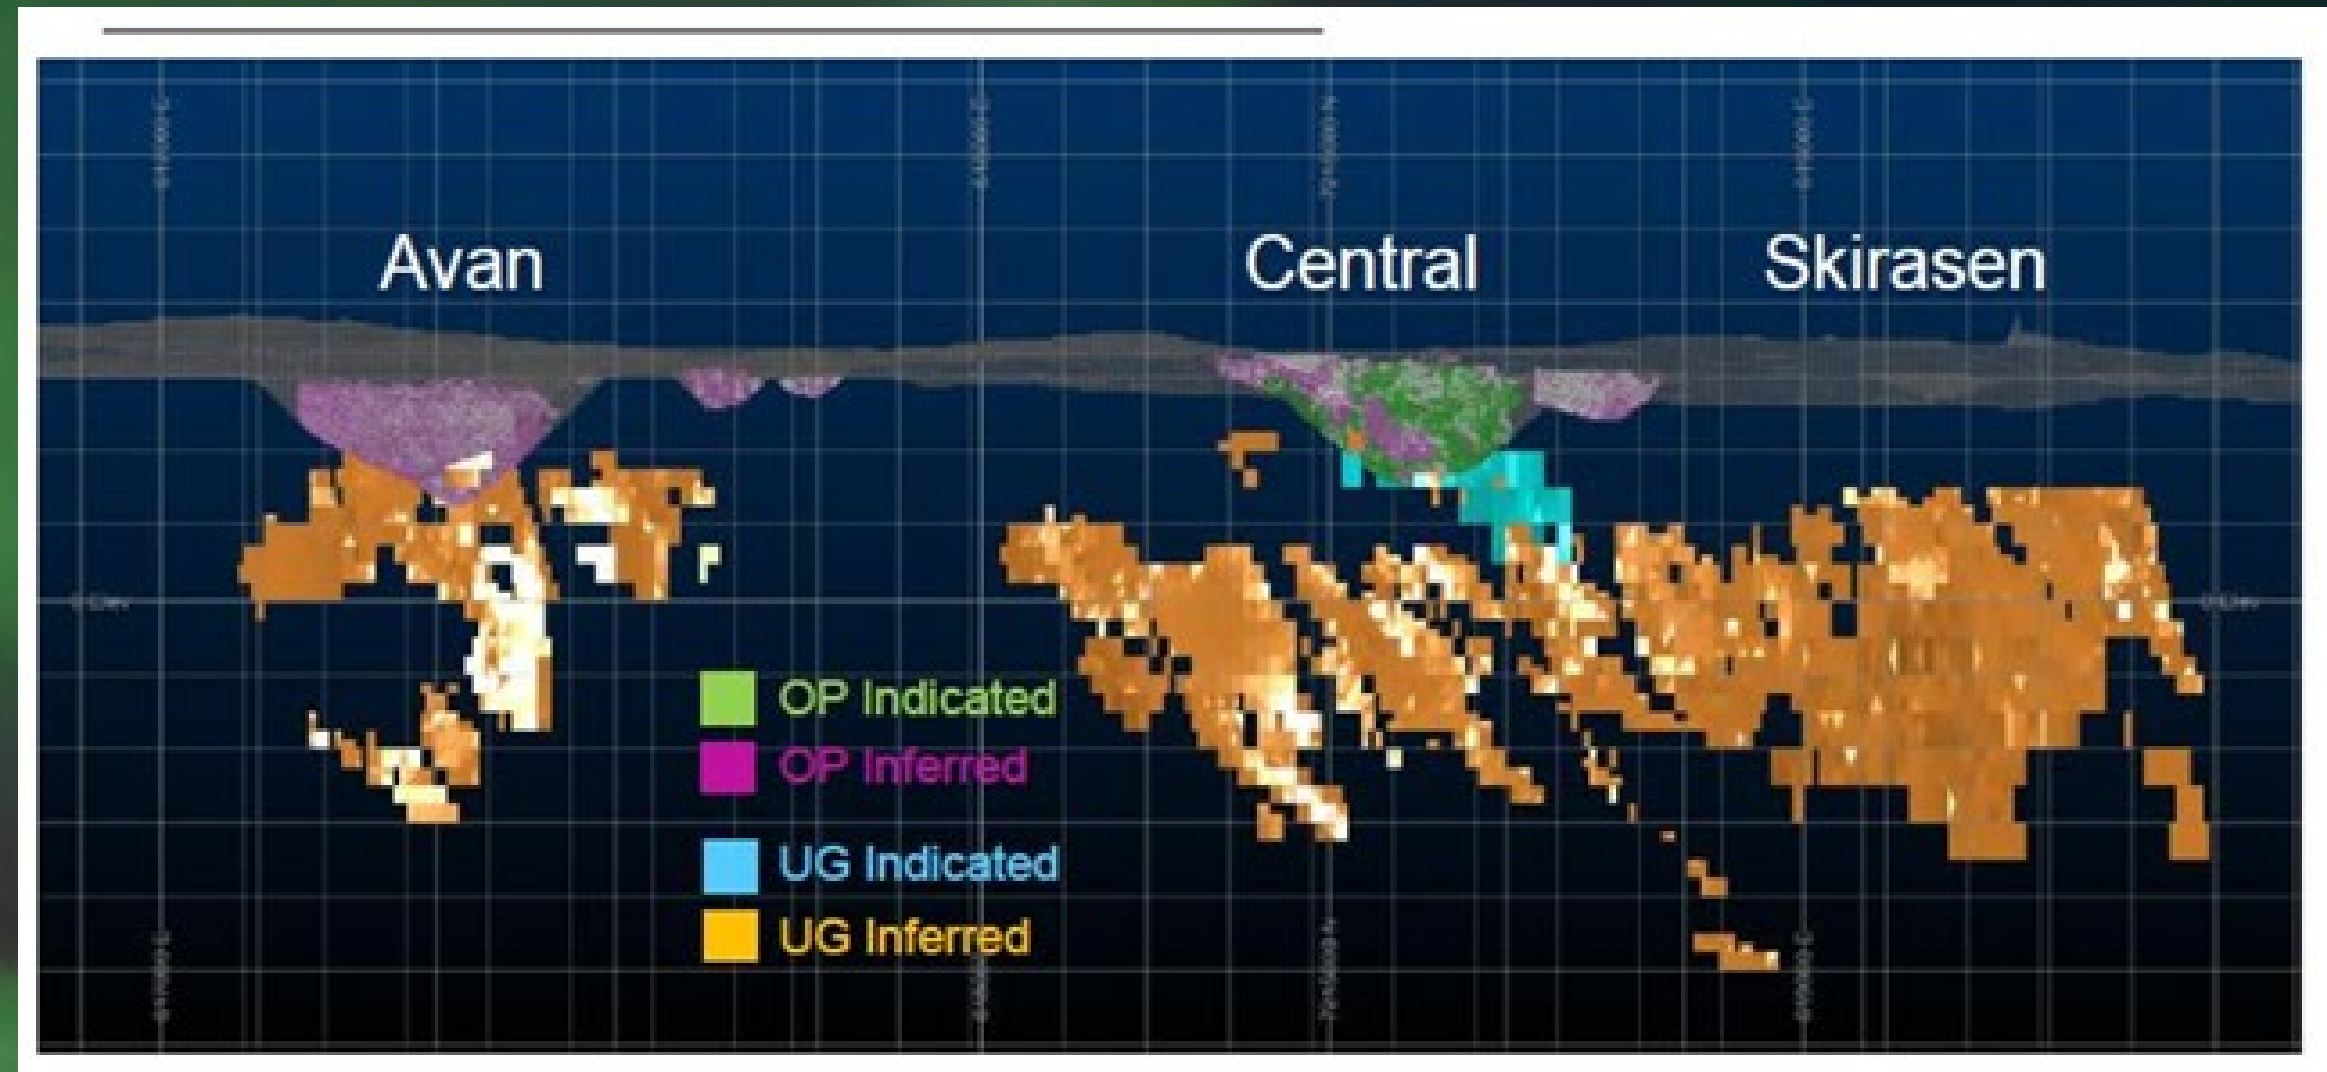 Avan
Central
Skirasen
OP Indicated
OP Inferred
UG Indicated
UG Inferred